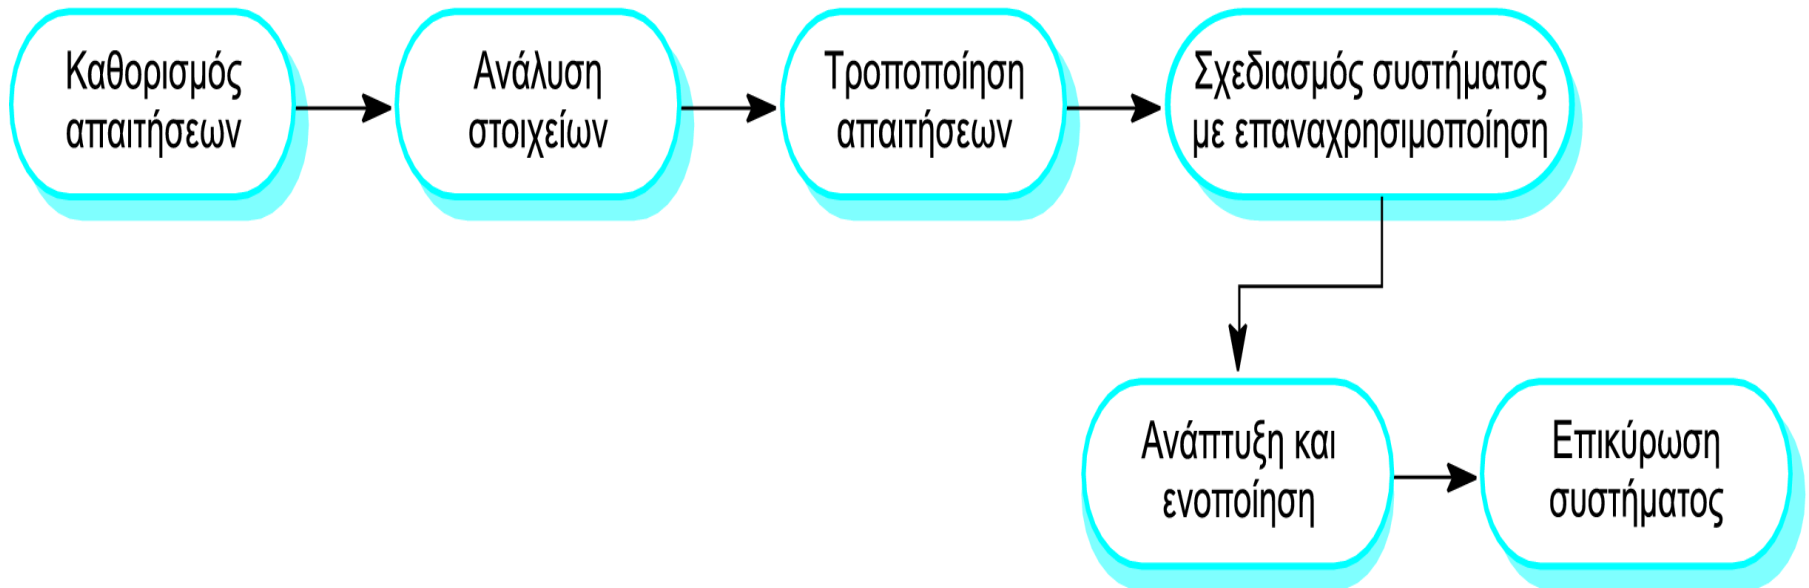 Καθορισμός
απαιτήσεων
Ανάλυση
στοιχείων
Τροποποίηση
απαιτήσεων
Σχεδιασμός συστήματος
με επαναχρησιμοποίηση
Ανάπτυξη και
ενοποίηση
Επικύρωση
συστήματος